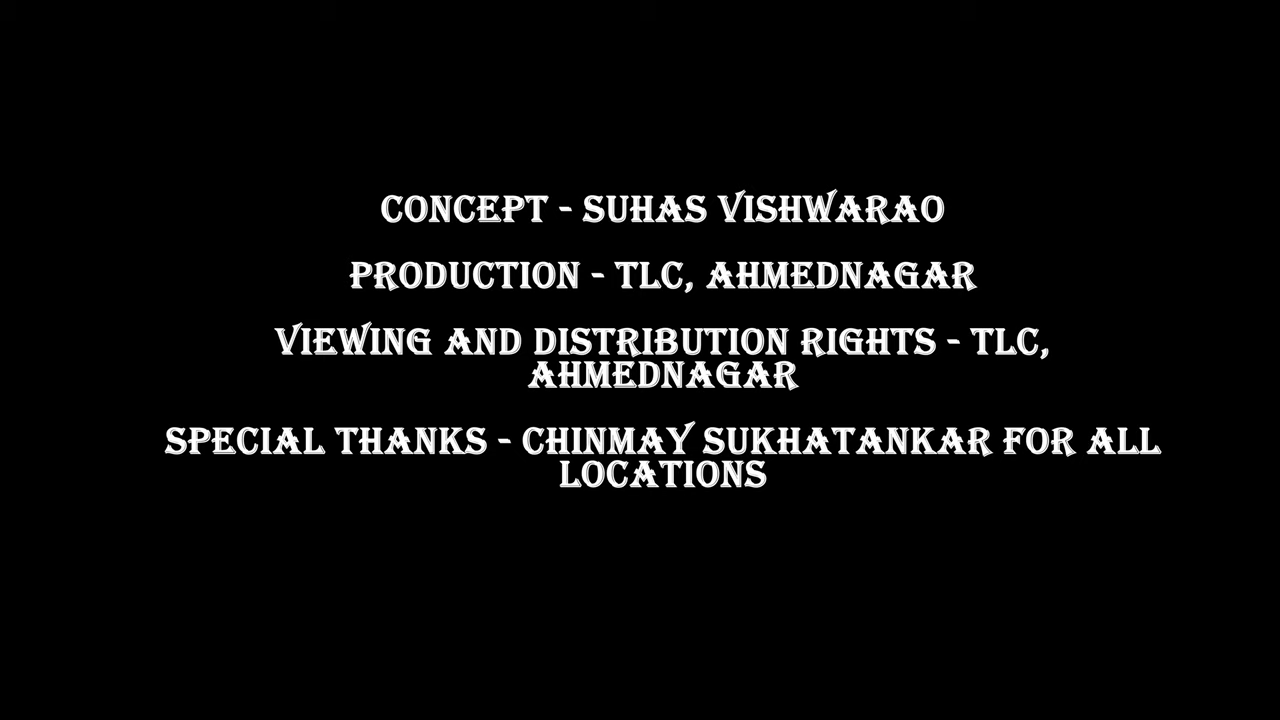 CONCEPT - SUHAS VISHWARAO
PRODUCTION - TLC, AHMEDNAGAR
VIEWING AND DISTRIBUTION RIGHTS - TLC,
AHMEDNAGAR
SPECIAL THANKS - CHINMAY SUKHATANKAR FOR ALL
LOCATIONS